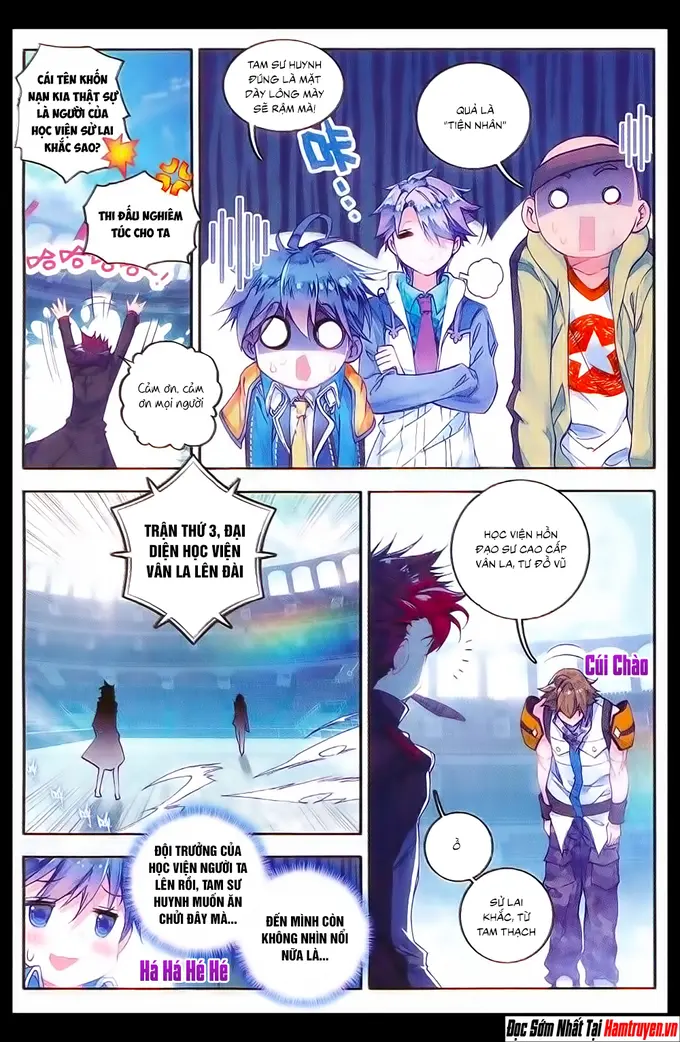 CÁI TÊN KHỐN
NẠN KIA THẬT SỰ
LÀ NGƯỜI CỦA
HỌC VIỆN SỬ LAI
KHẮC SAO?
THI ĐẤU NGHIÊM
TÚC CHO TA
哈哈哈哈~!
CẢM ƠN, CẢM
ƠN MỌI NGƯỜI
TAM SƯ HUYNH
ĐÚNG LÀ MẶT
DÀY LÔNG MÀY
SẼ RẬM MÀ!
QUẢ LÀ
"TIỆN NHÂN"
TRẬN THỨ 3, ĐẠI
DIỆN HỌC VIỆN
VÂN LA LÊN ĐÀI
HỌC VIỆN HỒN
ĐẠO SƯ CAO CẤP
VÂN LA, TƯ ĐỒ VŨ
Cúi Chào
Ồ
SỬ LAI
KHẮC, TỪ
TAM THẠCH
ĐỘI TRƯỞNG CỦA
HỌC VIỆN NGƯỜI TA
LÊN RỒI, TAM SƯ
HUYNH MUỐN ĂN
CHỬI ĐÂY MÀ...
ĐẾN MÌNH CÒN
KHÔNG NHÌN NỔI
NỮA LÀ...
Há Há Hé Hé
Đọc Sớm Nhất Tại Hamtruyen.vn